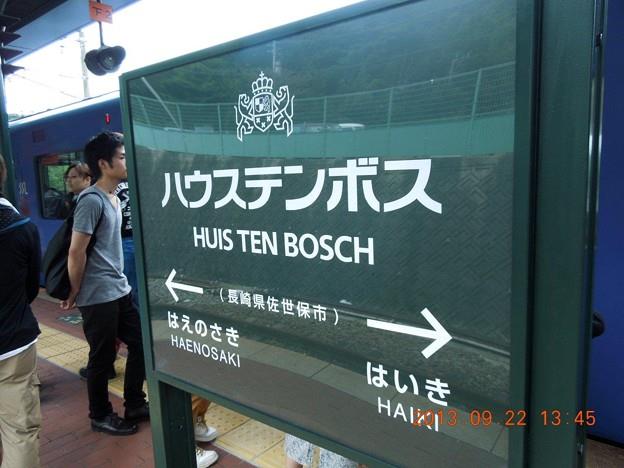 ハウステンボス
HUIS TEN BOSCH
(長崎県佐世保市)
はえのさき
HAENOSAKI
はいき
HAIKI
2013.09.22 13:45